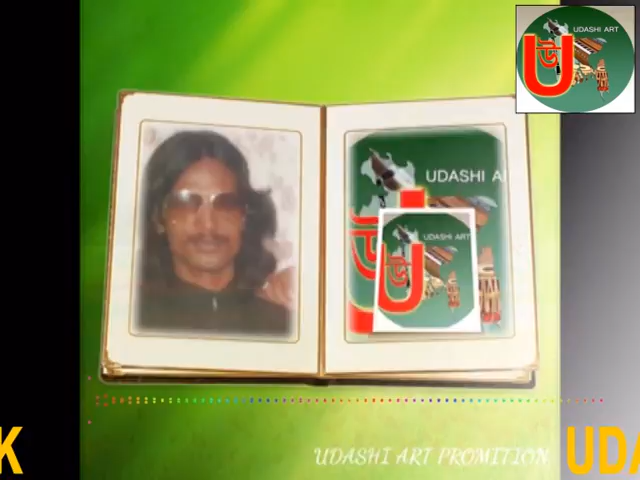 UDASHI ART
U
উ
UDASHI A
উ
UDASHI ART
U
উ
UDASHI ART PROMITION
K
UDA